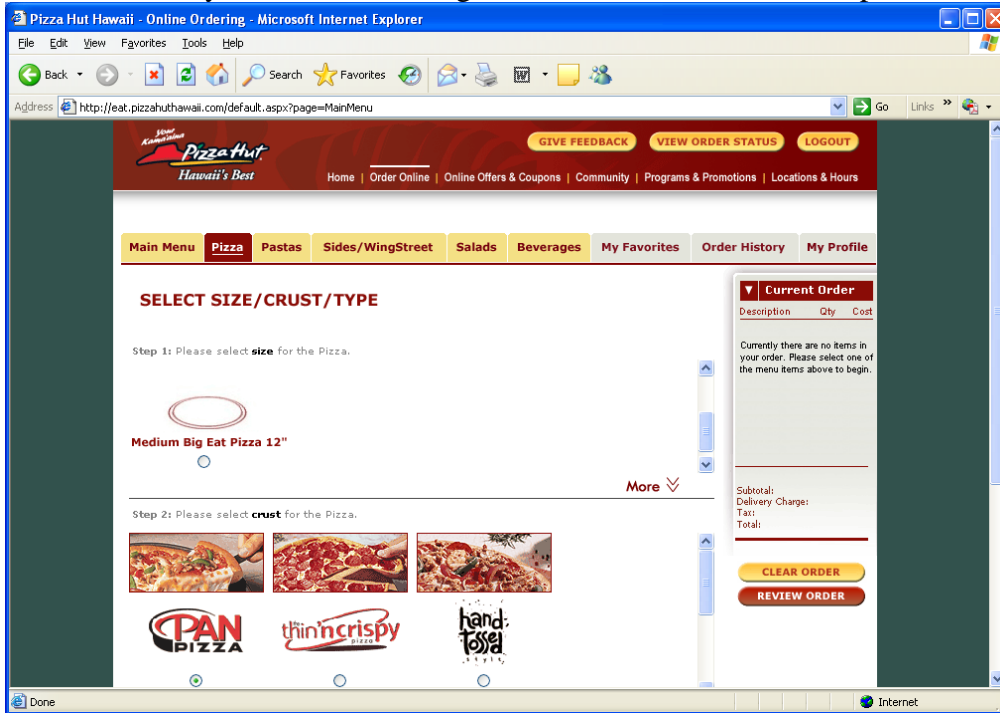 Pizza Hut Hawaii - Online Ordering - Microsoft Internet Explorer
File Edit View Favorites Tools Help
Back Search Favorites
Address http://eat.pizzahuthawaii.com/default.aspx?page=MainMenu Go Links »
Your Kama'aina
Pizza Hut
Hawaii's Best
GIVE FEEDBACK VIEW ORDER STATUS LOGOUT
Home | Order Online | Online Offers & Coupons | Community | Programs & Promotions | Locations & Hours
Main Menu Pizza Pastas Sides/WingStreet Salads Beverages My Favorites Order History My Profile
SELECT SIZE/CRUST/TYPE
Step 1: Please select size for the Pizza.
Medium Big Eat Pizza 12"
More
Step 2: Please select crust for the Pizza.
PAN PIZZA
thin'ncrispy pizza
hand-tossed style
Current Order
Description Qty Cost
Currently there are no items in
your order. Please select one of
the menu items above to begin.
Subtotal:
Delivery Charge:
Tax:
Total:
CLEAR ORDER
REVIEW ORDER
Done Internet